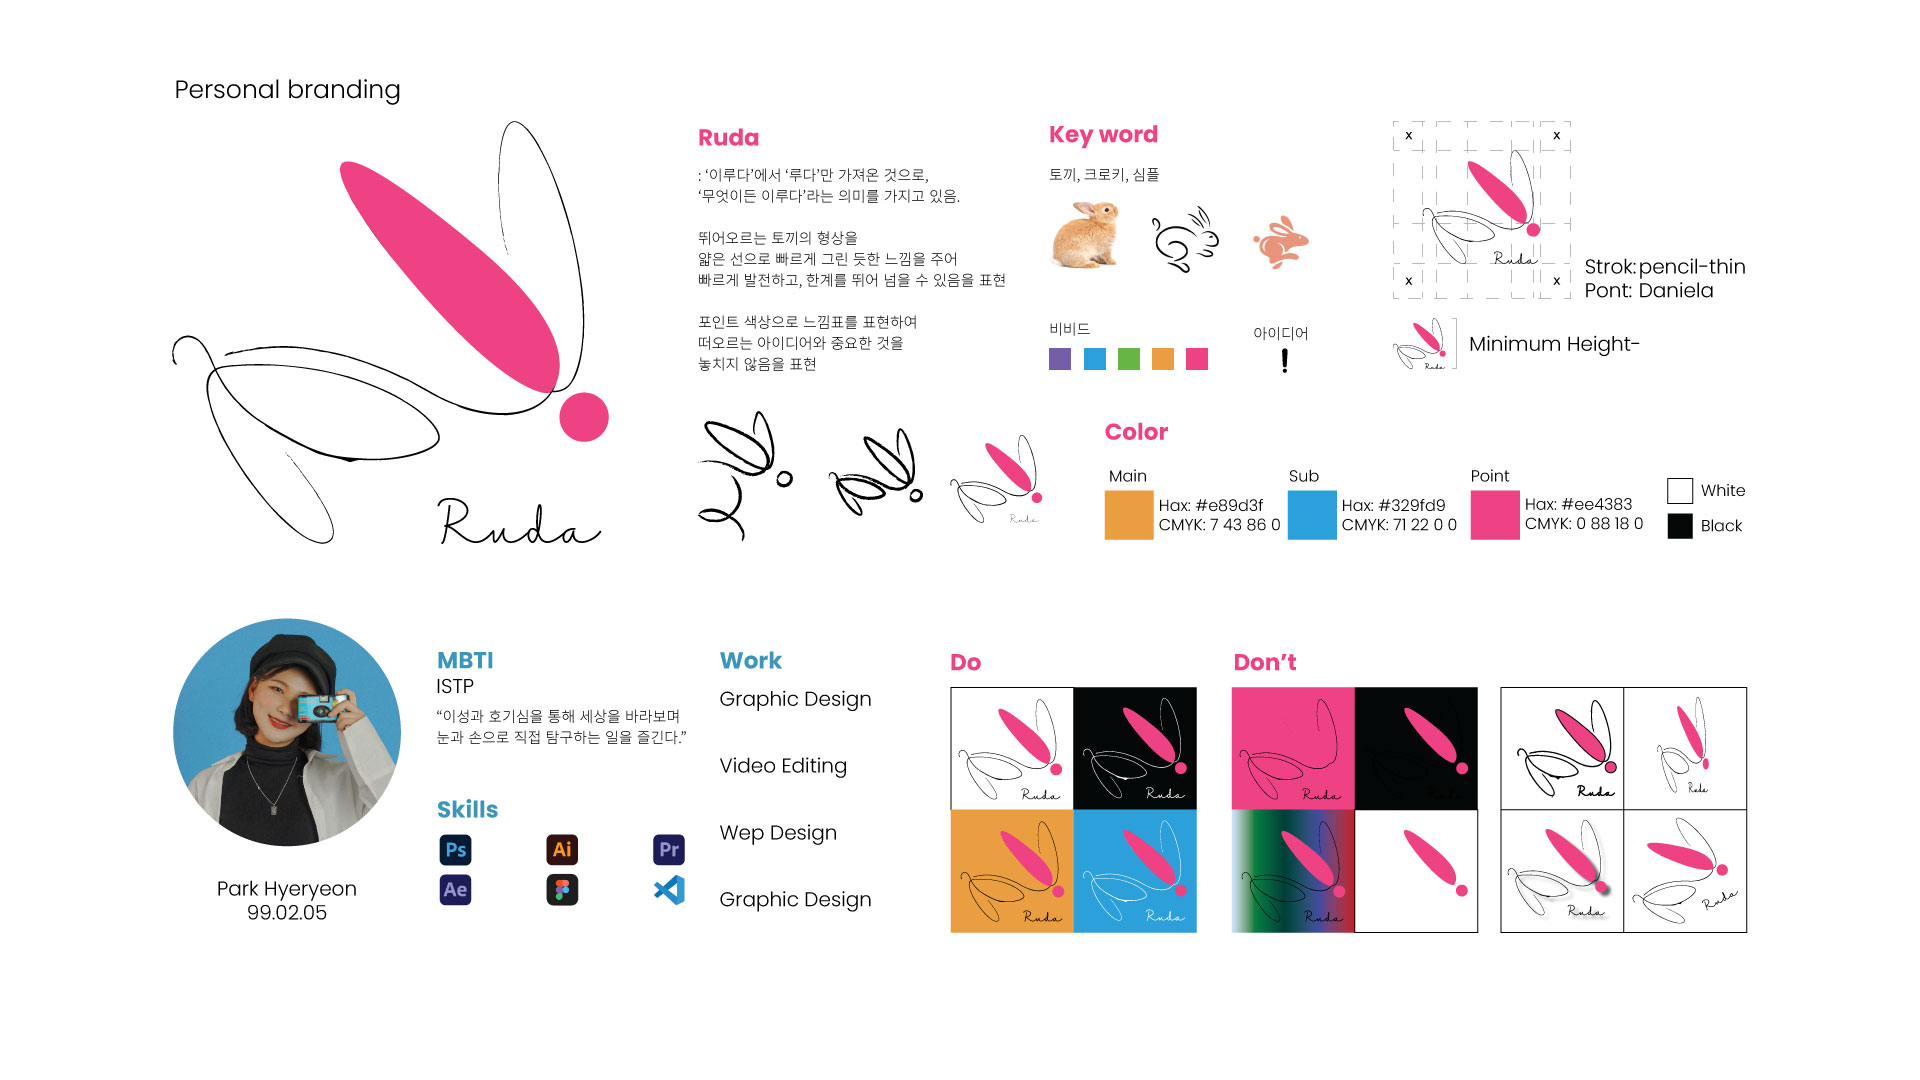 Personal branding
Ruda
Ruda
: ‘이루다’에서 ‘루다’만 가져온 것으로,
‘무엇이든 이루다’라는 의미를 가지고 있음.
뛰어오르는 토끼의 형상을
얇은 선으로 빠르게 그린 듯한 느낌을 주어
빠르게 발전하고, 한계를 뛰어 넘을 수 있음을 표현
포인트 색상으로 느낌표를 표현하여
떠오르는 아이디어와 중요한 것을
놓치지 않음을 표현
Ruda
Key word
토끼, 크로키, 심플
비비드
아이디어
!
x x
Ruda
x x
Strok: pencil-thin
Pont: Daniela
Ruda
Minimum Height-
Color
Main
Hax: #e89d3f
CMYK: 7 43 86 0
Sub
Hax: #329fd9
CMYK: 71 22 0 0
Point
Hax: #ee4383
CMYK: 0 88 18 0
White
Black
Park Hyeryeon
99.02.05
MBTI
ISTP
“이성과 호기심을 통해 세상을 바라보며
눈과 손으로 직접 탐구하는 일을 즐긴다.”
Skills
Ps Ai Pr
Ae
Work
Graphic Design
Video Editing
Wep Design
Graphic Design
Do
Ruda Ruda
Ruda Ruda
Don’t
Ruda
Ruda
Ruda Ruda
Ruda Ruda